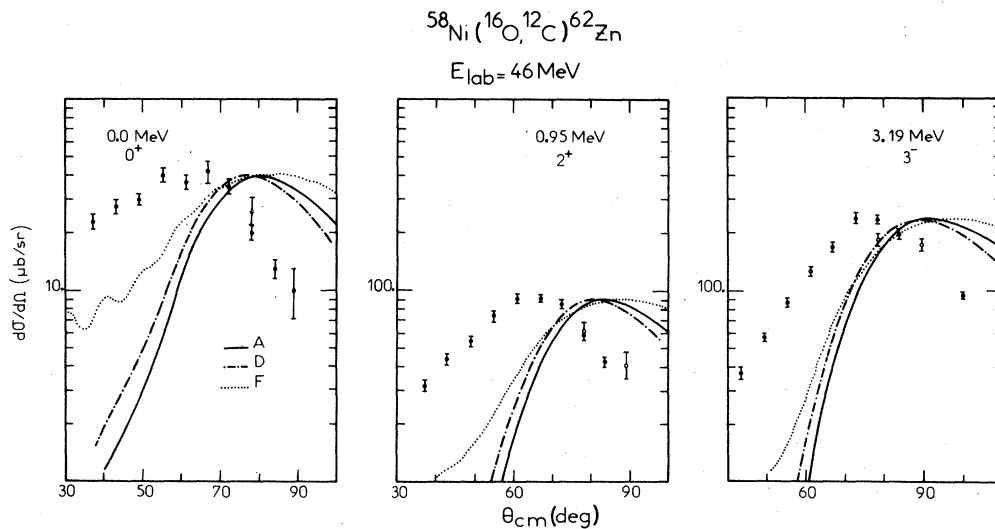 ⁵⁸Ni(¹⁶O,¹²C)⁶²Zn
E_lab = 46 MeV
0.0 MeV
0⁺
0.95 MeV
2⁺
3.19 MeV
3⁻
dσ/dΩ (μb/sr)
10.
100.
100.
A
D
F
30 50 70 90
30 60 90
60 90
θcm (deg)